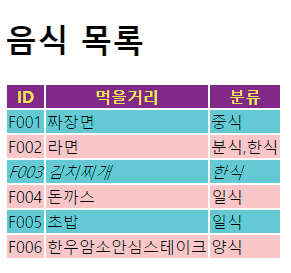 음식 목록
ID 먹을거리 분류
F001 짜장면 중식
F002 라면 분식,한식
F003 김치찌개 한식
F004 돈까스 일식
F005 초밥 일식
F006 한우암소안심스테이크 양식